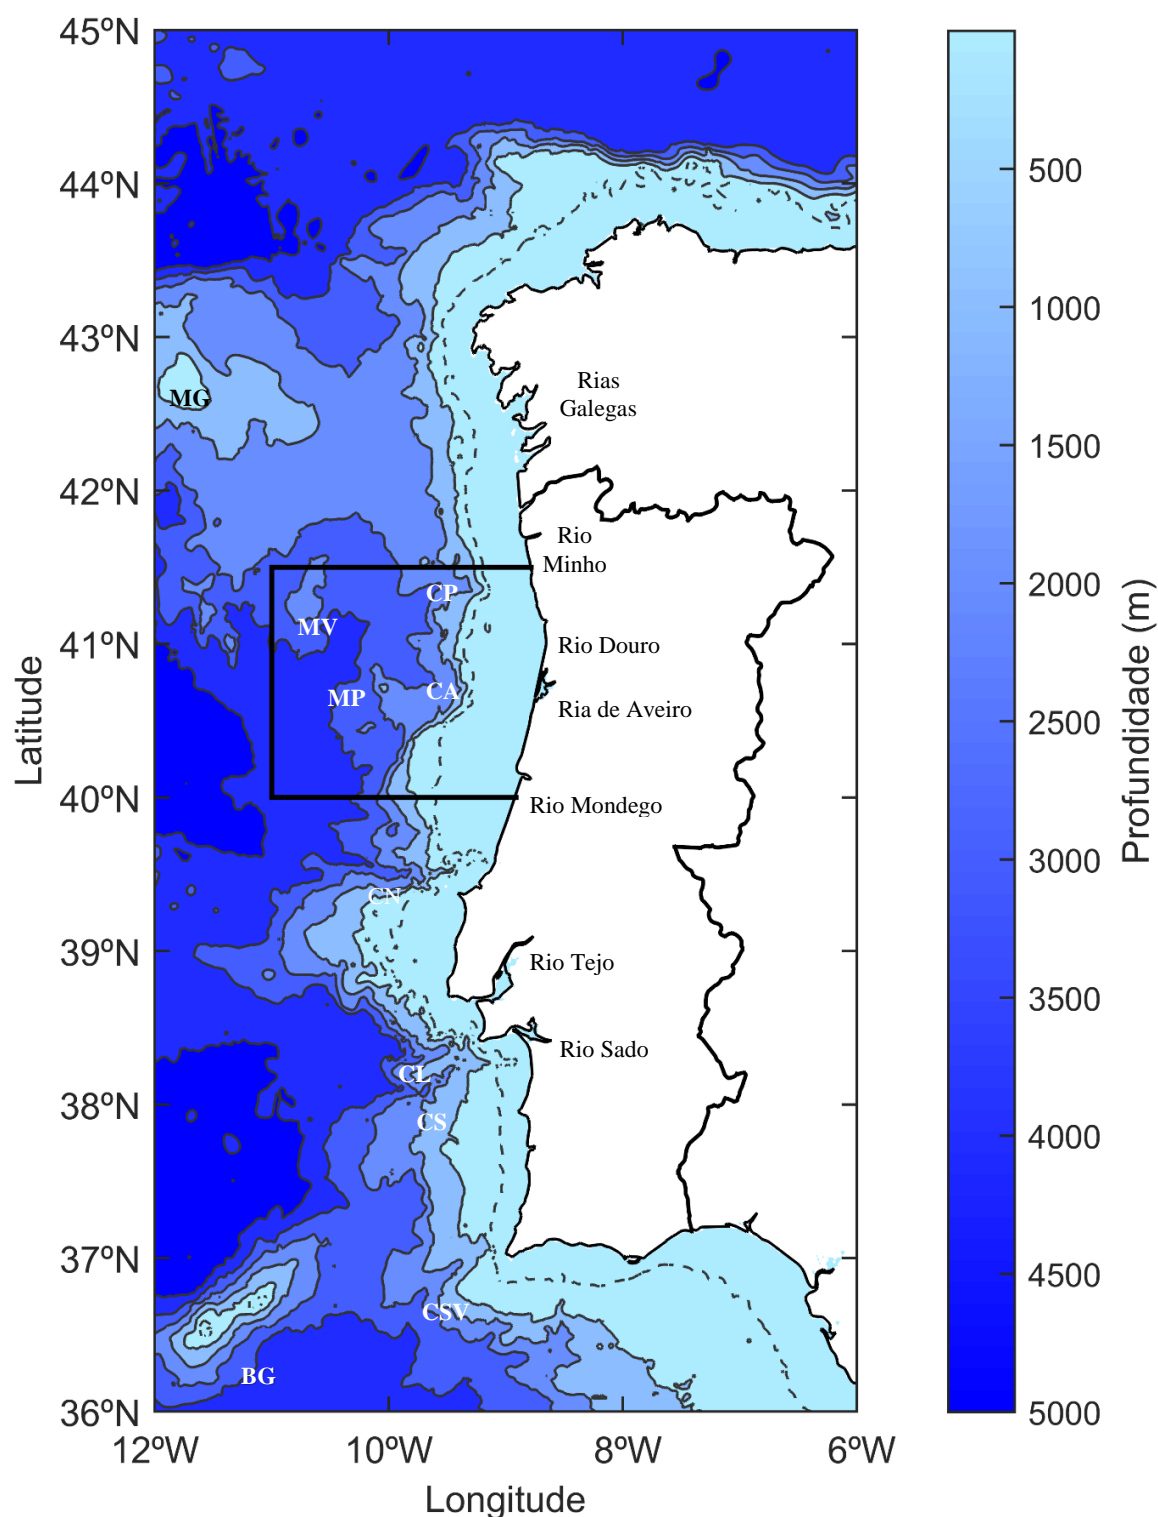 45ºN
44ºN
43ºN
42ºN
41ºN
40ºN
39ºN
38ºN
37ºN
36ºN
12ºW
10ºW
8ºW
6ºW
Latitude
Longitude
Rias
Galegas
MG
Rio
Minho
CP
MV
Rio Douro
CA
MP
Ria de Aveiro
Rio Mondego
CN
Rio Tejo
Rio Sado
CL
CS
CSV
BG
500
1000
1500
2000
2500
3000
3500
4000
4500
5000
Profundidade (m)